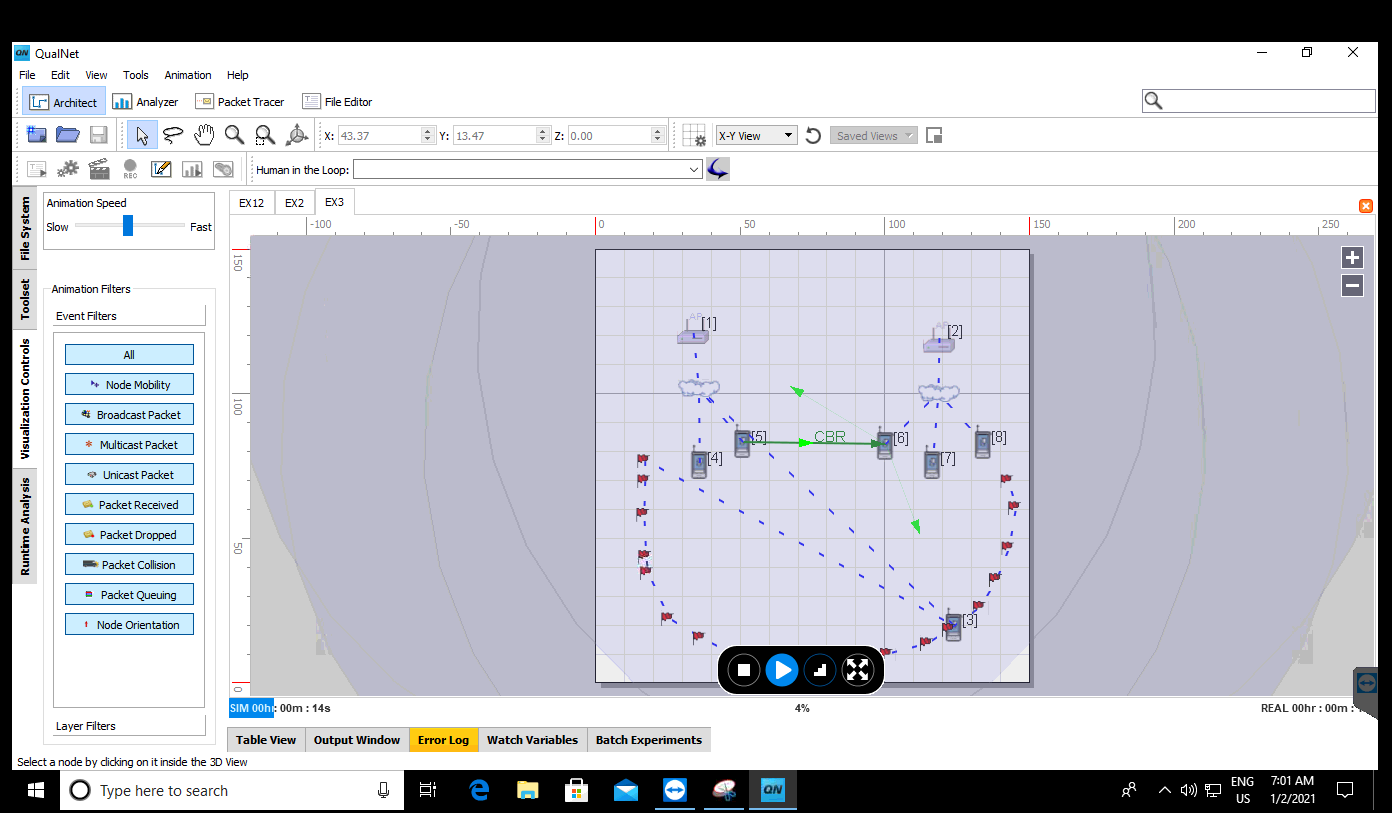 QN QualNet
File Edit View Tools Animation Help
Architect Analyzer Packet Tracer File Editor
X: 43.37 Y: 13.47 Z: 0.00 X-Y View Saved Views
REC Human in the Loop:
File System
Toolset
Visualization Controls
Runtime Analysis
Animation Speed
Slow Fast
Animation Filters
Event Filters
All
Node Mobility
Broadcast Packet
Multicast Packet
Unicast Packet
Packet Received
Packet Dropped
Packet Collision
Packet Queuing
Node Orientation
Layer Filters
EX12 EX2 EX3
-100 -50 0 50 100 150 200 250
150
100
50
0
AP [1]
AP [2]
[5] CBR [6] [8]
[4] [7]
[3]
SIM 00hr : 00m : 14s 4% REAL 00hr : 00m :
Table View Output Window Error Log Watch Variables Batch Experiments
Select a node by clicking on it inside the 3D View
Type here to search
QN
ENG
US
7:01 AM
1/2/2021